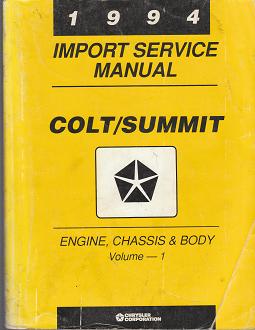 1994
IMPORT SERVICE
MANUAL
COLT/SUMMIT
ENGINE, CHASSIS & BODY
Volume — 1
CHRYSLER
CORPORATION